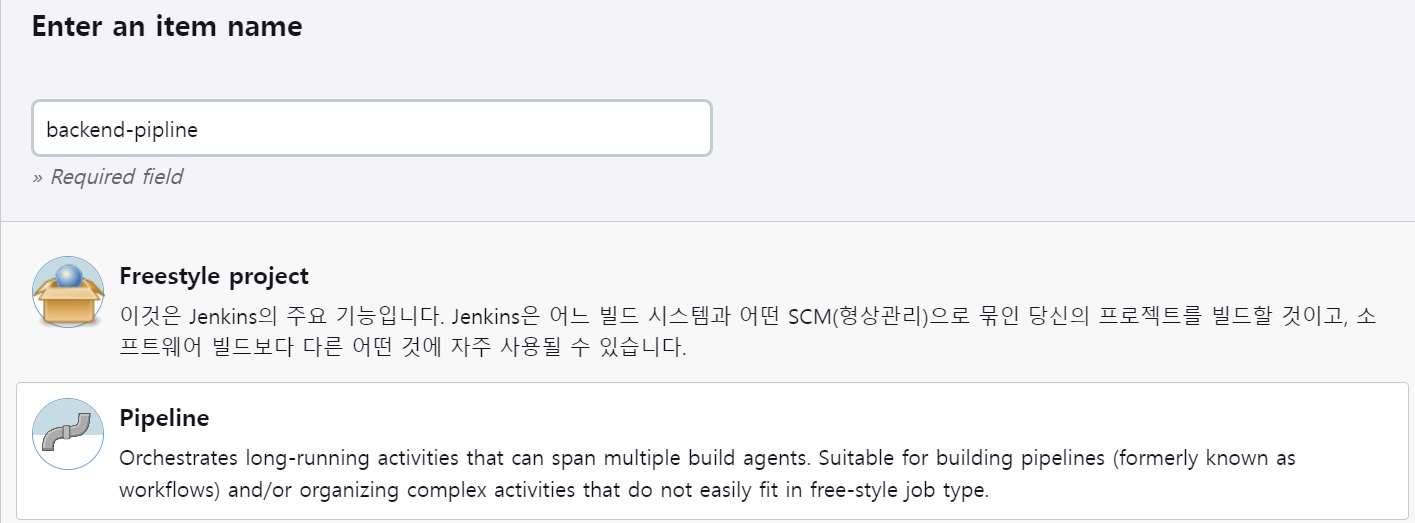 Enter an item name
backend-pipline
» Required field
Freestyle project
이것은 Jenkins의 주요 기능입니다. Jenkins은 어느 빌드 시스템과 어떤 SCM(형상관리)으로 묶인 당신의 프로젝트를 빌드할 것이고, 소
프트웨어 빌드보다 다른 어떤 것에 자주 사용될 수 있습니다.
Pipeline
Orchestrates long-running activities that can span multiple build agents. Suitable for building pipelines (formerly known as
workflows) and/or organizing complex activities that do not easily fit in free-style job type.